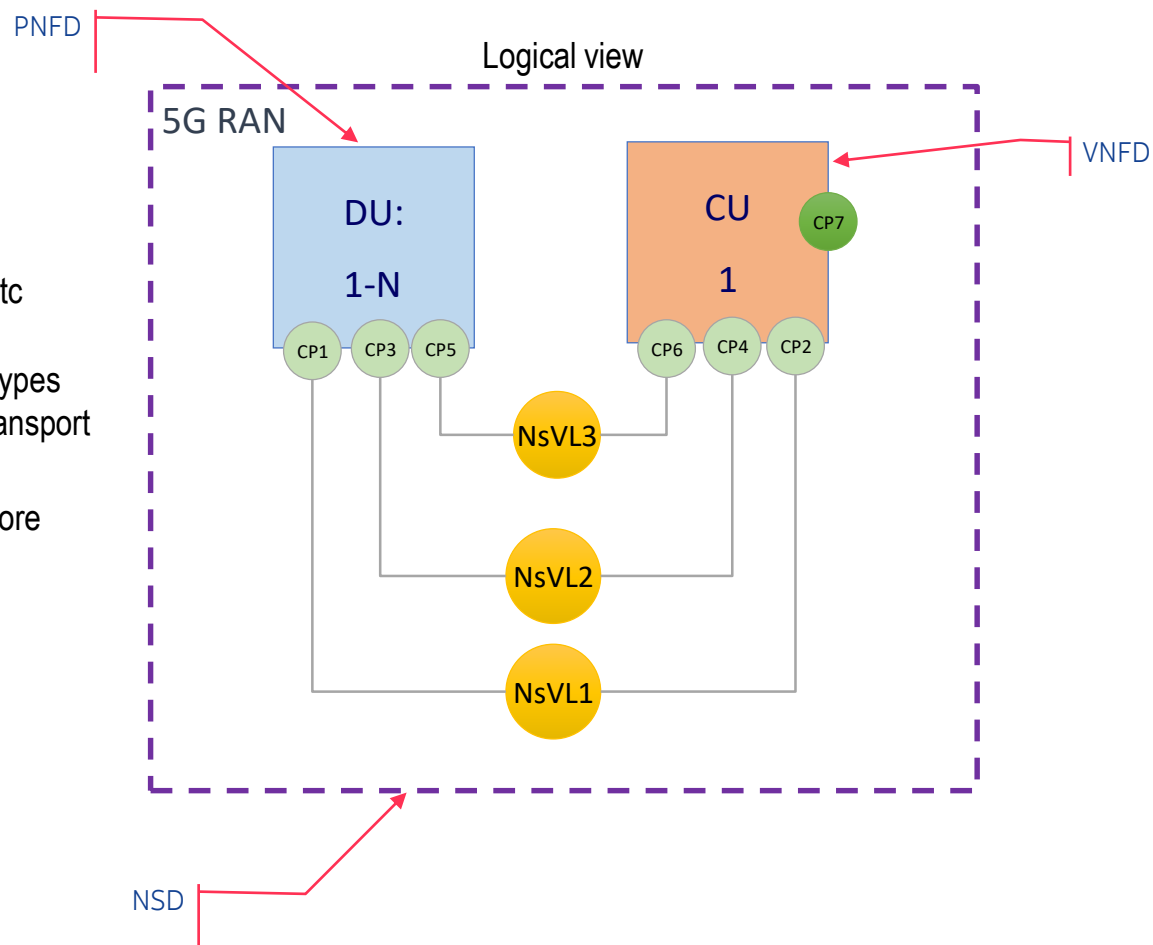 PNFD
Logical view
5G RAN
VNFD
DU:
1-N
CU
1
CP7
tc
CP1
CP3
CP5
CP6
CP4
CP2
ypes
ansport
NsVL3
ore
NsVL2
NsVL1
NSD